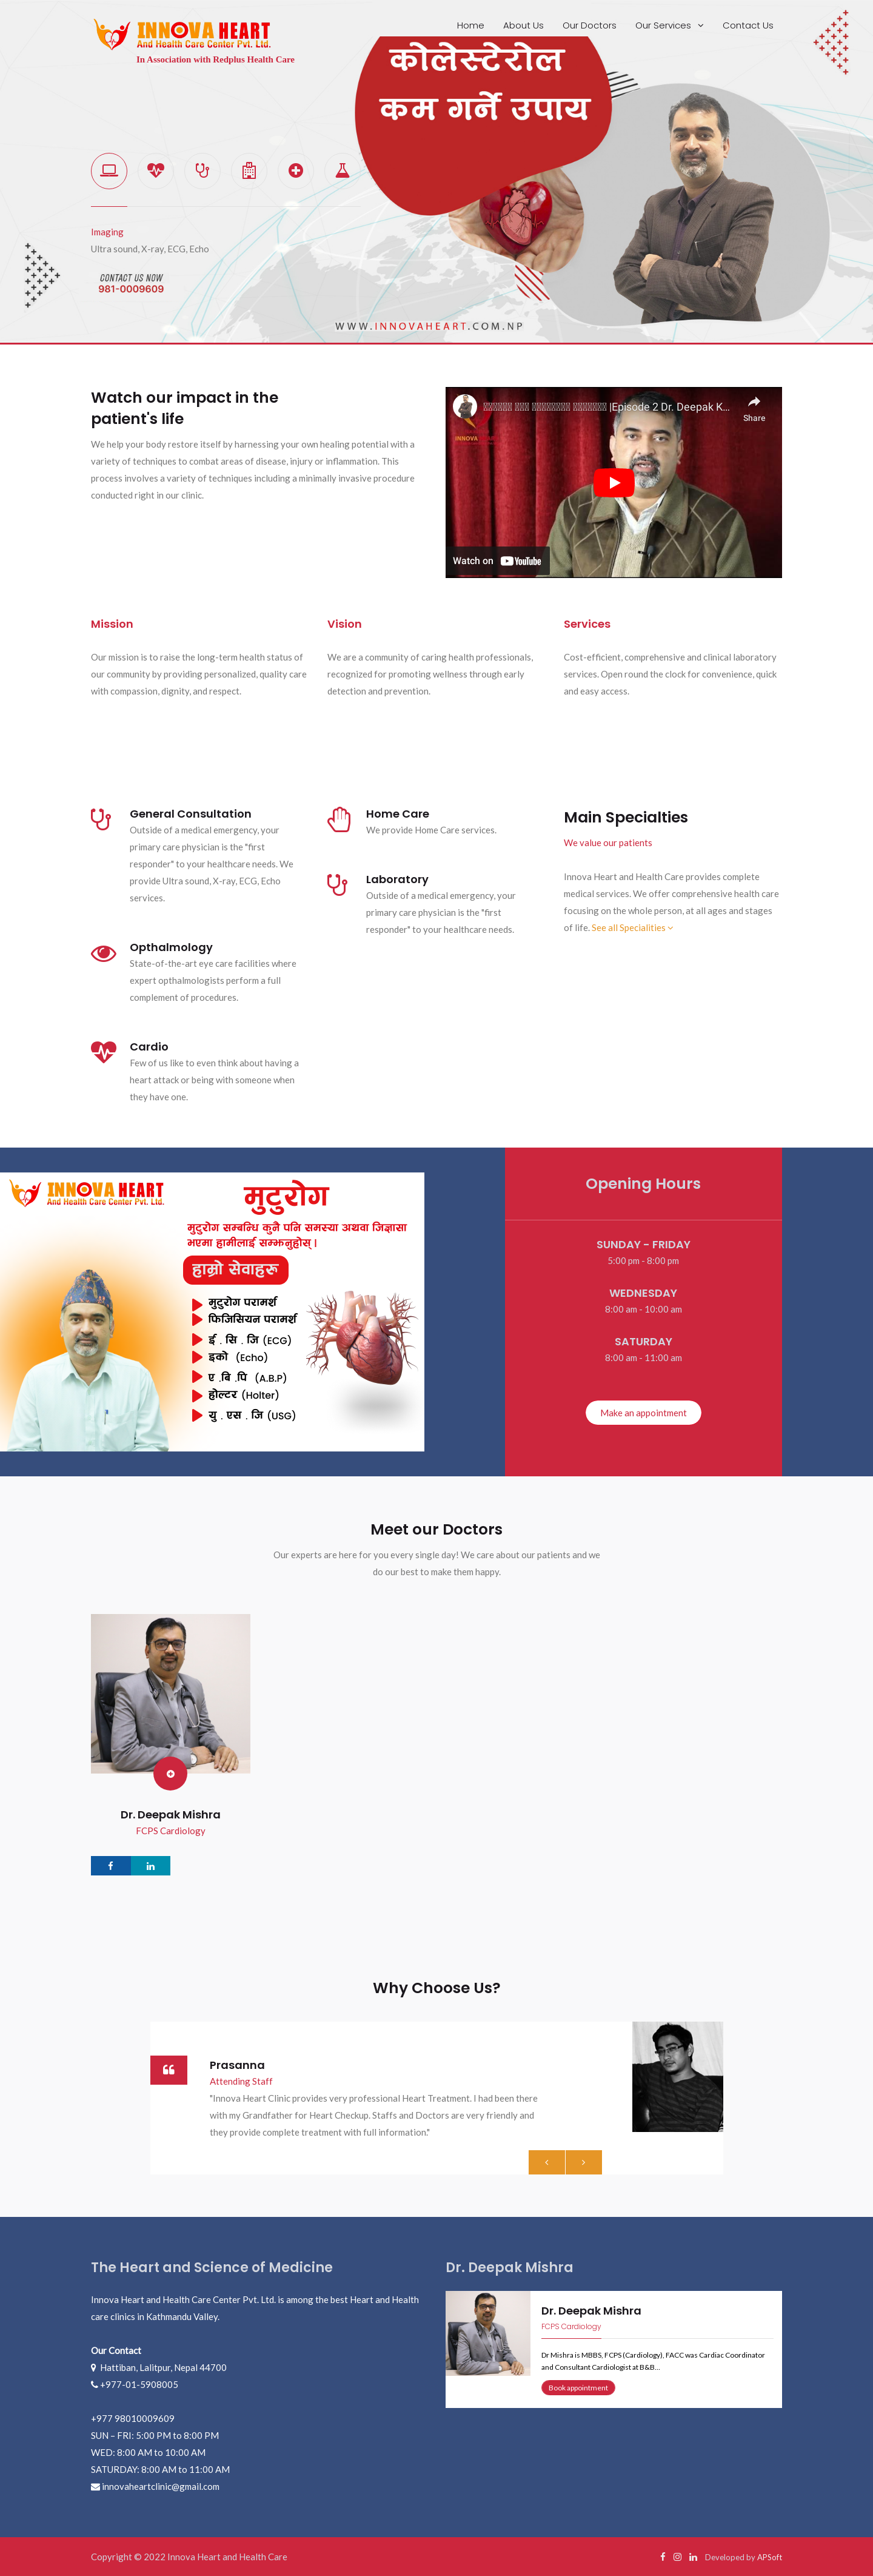 INNOVA HEART
And Health Care Center Pvt. Ltd.
In Association with Redplus Health Care
Home About Us Our Doctors Our Services Contact Us
कोलेस्टेरोल
कम गर्ने उपाय
Imaging
Ultra sound, X-ray, ECG, Echo
CONTACT US NOW
981-0009609
WWW.INNOVAHEART.COM.NP
Watch our impact in the
patient's life
We help your body restore itself by harnessing your own healing potential with a
variety of techniques to combat areas of disease, injury or inflammation. This
process involves a variety of techniques including a minimally invasive procedure
conducted right in our clinic.
|Episode 2 Dr. Deepak K...
Share
INNOVA
Watch on YouTube
Mission
Our mission is to raise the long-term health status of
our community by providing personalized, quality care
with compassion, dignity, and respect.
Vision
We are a community of caring health professionals,
recognized for promoting wellness through early
detection and prevention.
Services
Cost-efficient, comprehensive and clinical laboratory
services. Open round the clock for convenience, quick
and easy access.
General Consultation
Outside of a medical emergency, your
primary care physician is the "first
responder" to your healthcare needs. We
provide Ultra sound, X-ray, ECG, Echo
services.
Opthalmology
State-of-the-art eye care facilities where
expert opthalmologists perform a full
complement of procedures.
Cardio
Few of us like to even think about having a
heart attack or being with someone when
they have one.
Home Care
We provide Home Care services.
Laboratory
Outside of a medical emergency, your
primary care physician is the "first
responder" to your healthcare needs.
Main Specialties
We value our patients
Innova Heart and Health Care provides complete
medical services. We offer comprehensive health care
focusing on the whole person, at all ages and stages
of life. See all Specialities
INNOVA HEART
And Health Care Center Pvt. Ltd.
मुटुरोग
मुटुरोग सम्बन्धि कुनै पनि समस्या अथवा जिज्ञासा
भएमा हामीलाई सम्झनुहोस् ।
हाम्रो सेवाहरु
मुटुरोग परामर्श
फिजिसियन परामर्श
ई . सि . जि (ECG)
इको (Echo)
ए .बि .पि (A.B.P)
होल्टर (Holter)
यु . एस . जि (USG)
Opening Hours
SUNDAY - FRIDAY
5:00 pm - 8:00 pm
WEDNESDAY
8:00 am - 10:00 am
SATURDAY
8:00 am - 11:00 am
Make an appointment
Meet our Doctors
Our experts are here for you every single day! We care about our patients and we
do our best to make them happy.
Dr. Deepak Mishra
FCPS Cardiology
Why Choose Us?
Prasanna
Attending Staff
"Innova Heart Clinic provides very professional Heart Treatment. I had been there
with my Grandfather for Heart Checkup. Staffs and Doctors are very friendly and
they provide complete treatment with full information."
The Heart and Science of Medicine
Innova Heart and Health Care Center Pvt. Ltd. is among the best Heart and Health
care clinics in Kathmandu Valley.
Our Contact
Hattiban, Lalitpur, Nepal 44700
+977-01-5908005
+977 98010009609
SUN – FRI: 5:00 PM to 8:00 PM
WED: 8:00 AM to 10:00 AM
SATURDAY: 8:00 AM to 11:00 AM
innovaheartclinic@gmail.com
Dr. Deepak Mishra
Dr. Deepak Mishra
FCPS Cardiology
Dr Mishra is MBBS, FCPS (Cardiology), FACC was Cardiac Coordinator
and Consultant Cardiologist at B&B...
Book appointment
Copyright © 2022 Innova Heart and Health Care
Developed by APSoft